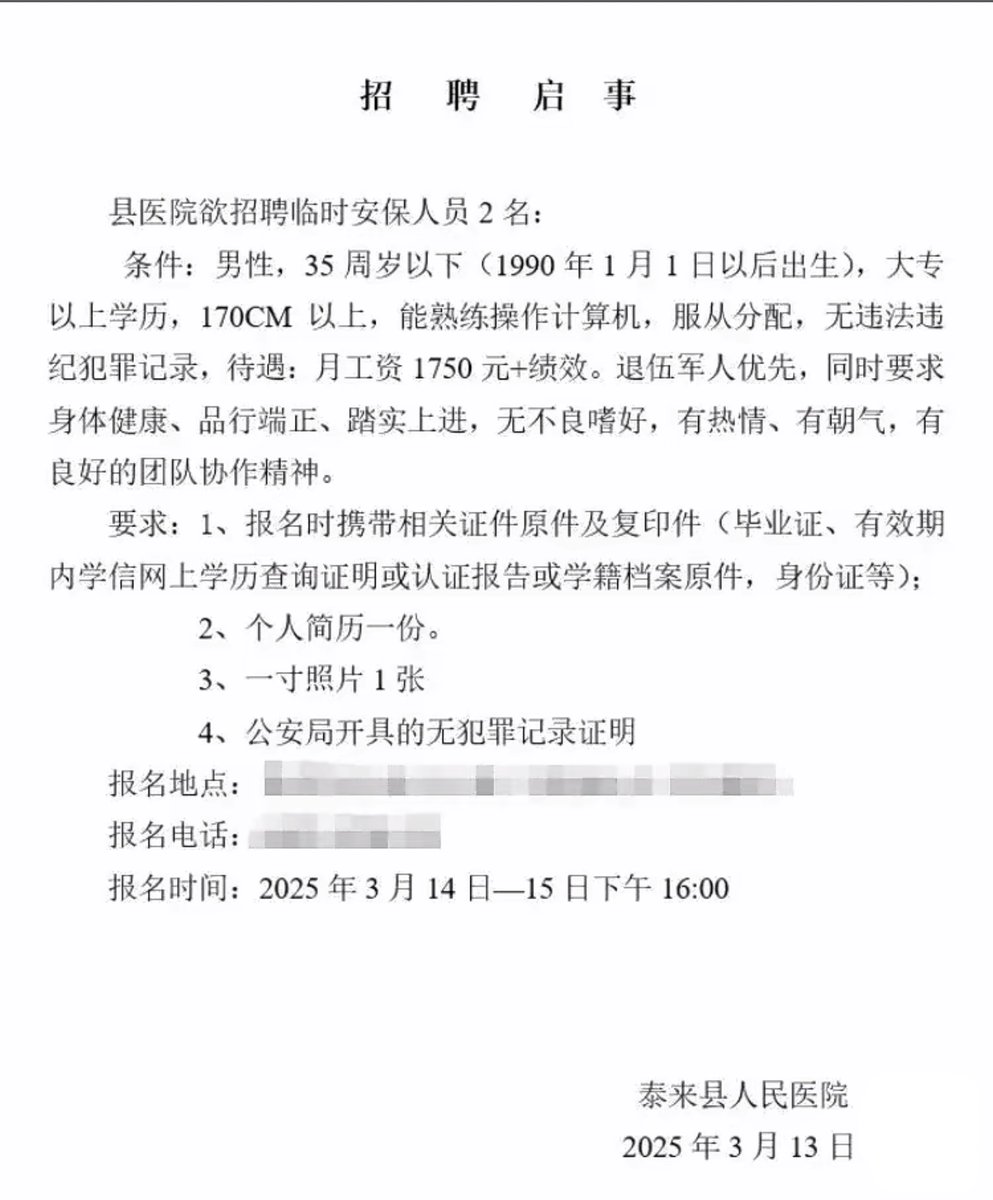 招 聘 启 事
县医院欲招聘临时安保人员 2 名：
条件：男性，35 周岁以下（1990 年 1 月 1 日以后出生），大专
以上学历，170CM 以上，能熟练操作计算机，服从分配，无违法违
纪犯罪记录，待遇：月工资 1750 元+绩效。退伍军人优先，同时要求
身体健康、品行端正、踏实上进，无不良嗜好，有热情、有朝气，有
良好的团队协作精神。
要求：1、报名时携带相关证件原件及复印件（毕业证、有效期
内学信网上学历查询证明或认证报告或学籍档案原件，身份证等）；
2、个人简历一份。
3、一寸照片 1 张
4、公安局开具的无犯罪记录证明
报名地点：
报名电话：
报名时间：2025 年 3 月 14 日—15 日下午 16:00
泰来县人民医院
2025 年 3 月 13 日